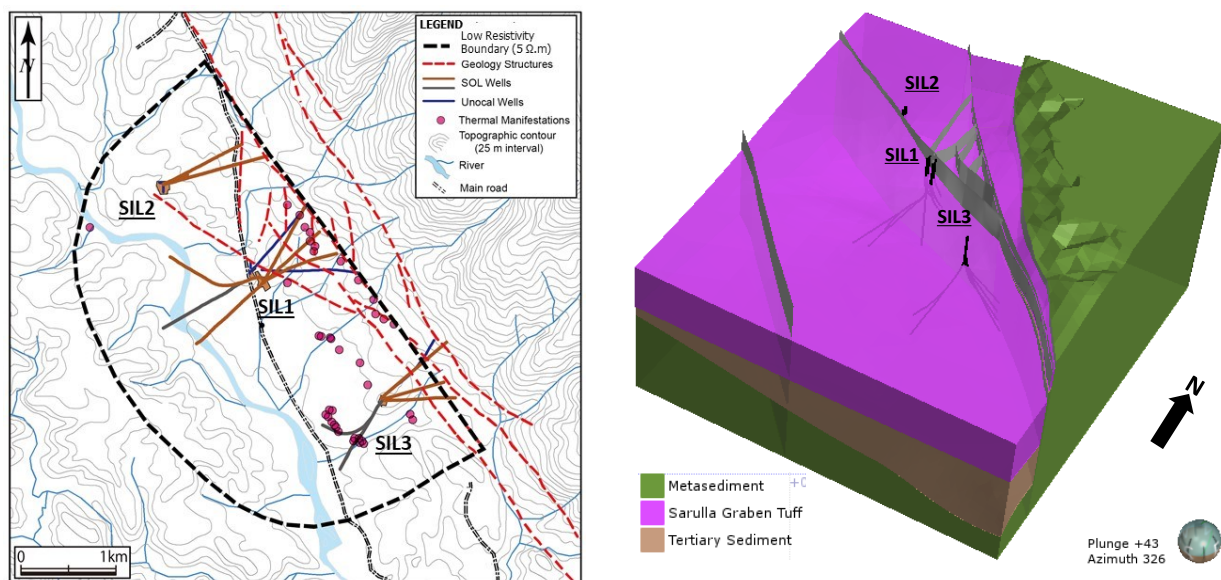 N
LEGEND
Low Resistivity
Boundary (5 Ω.m)
Geology Structures
SOL Wells
Unocal Wells
Thermal Manifestations
Topographic contour
(25 m interval)
River
Main road
SIL2
SIL1
SIL3
0 1km
SIL2
SIL1
SIL3
N
Metasediment
Sarulla Graben Tuff
Tertiary Sediment
Plunge +43
Azimuth 326